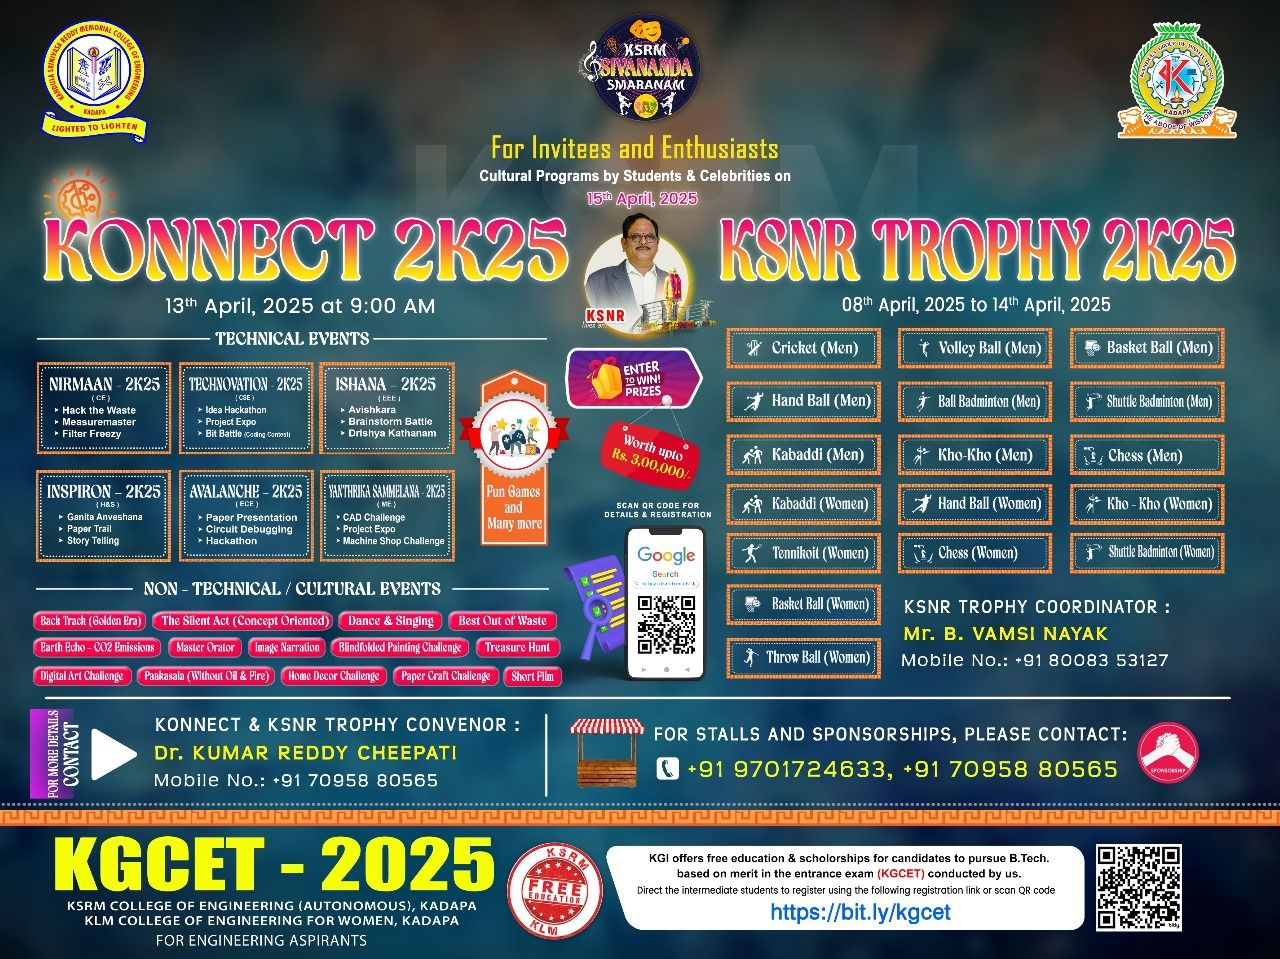 KANDULA SRINIVASA REDDY MEMORIAL COLLEGE OF ENGINEERING
KADAPA
LIGHTED TO LIGHTEN
KSRM
SIVANANDA
SMARANAM
KADAPA
THE ABODE OF WISDOM
For Invitees and Enthusiasts
Cultural Programs by Students & Celebrities on
15th April, 2025
KSRM
KONNECT 2K25
13th April, 2025 at 9:00 AM
TECHNICAL EVENTS
NIRMAAN - 2K25
( CE )
➤ Hack the Waste
➤ Measuremaster
➤ Filter Freezy
TECHNOVATION - 2K25
( CSE )
➤ Idea Hackathon
➤ Project Expo
➤ Bit Battle (Coding Contest)
ISHANA - 2K25
( EEE )
➤ Avishkara
➤ Brainstorm Battle
➤ Drishya Kathanam
INSPIRON - 2K25
( H&S )
➤ Ganita Anveshana
➤ Paper Trail
➤ Story Telling
AVALANCHE - 2K25
( ECE )
➤ Paper Presentation
➤ Circuit Debugging
➤ Hackathon
YANTHRIKA SAMMELANA - 2K25
( ME )
➤ CAD Challenge
➤ Project Expo
➤ Machine Shop Challenge
Fun Games
and
Many more
NON - TECHNICAL / CULTURAL EVENTS
Back Track (Golden Era)
The Silent Act (Concept Oriented)
Dance & Singing
Best Out of Waste
Earth Echo - CO2 Emissions
Master Orator
Image Narration
Blindfolded Painting Challenge
Treasure Hunt
Digital Art Challenge
Paakasala (Without Oil & Fire)
Home Decor Challenge
Paper Craft Challenge
Short Film
KSNR
ENTER
TO WIN!
PRIZES
Worth upto
Rs. 3,00,000/-
SCAN QR CODE FOR
DETAILS & REGISTRATION
Google
Search
KSNR TROPHY 2K25
08th April, 2025 to 14th April, 2025
Cricket (Men)
Volley Ball (Men)
Basket Ball (Men)
Hand Ball (Men)
Ball Badminton (Men)
Shuttle Badminton (Men)
Kabaddi (Men)
Kho-Kho (Men)
Chess (Men)
Kabaddi (Women)
Hand Ball (Women)
Kho - Kho (Women)
Tennikoit (Women)
Chess (Women)
Shuttle Badminton (Women)
Basket Ball (Women)
Throw Ball (Women)
KSNR TROPHY COORDINATOR :
Mr. B. VAMSI NAYAK
Mobile No.: +91 80083 53127
FOR MORE DETAILS
CONTACT
KONNECT & KSNR TROPHY CONVENOR :
Dr. KUMAR REDDY CHEEPATI
Mobile No.: +91 70958 80565
FOR STALLS AND SPONSORSHIPS, PLEASE CONTACT:
+91 9701724633, +91 70958 80565
SPONSORSHIP
KGCET - 2025
KSRM COLLEGE OF ENGINEERING (AUTONOMOUS), KADAPA
KLM COLLEGE OF ENGINEERING FOR WOMEN, KADAPA
FOR ENGINEERING ASPIRANTS
KSRM
FREE
EDUCATION
KLM
KGI offers free education & scholorships for candidates to pursue B.Tech.
based on merit in the entrance exam (KGCET) conducted by us.
Direct the intermediate students to register using the following registration link or scan QR code
https://bit.ly/kgcet
bitly